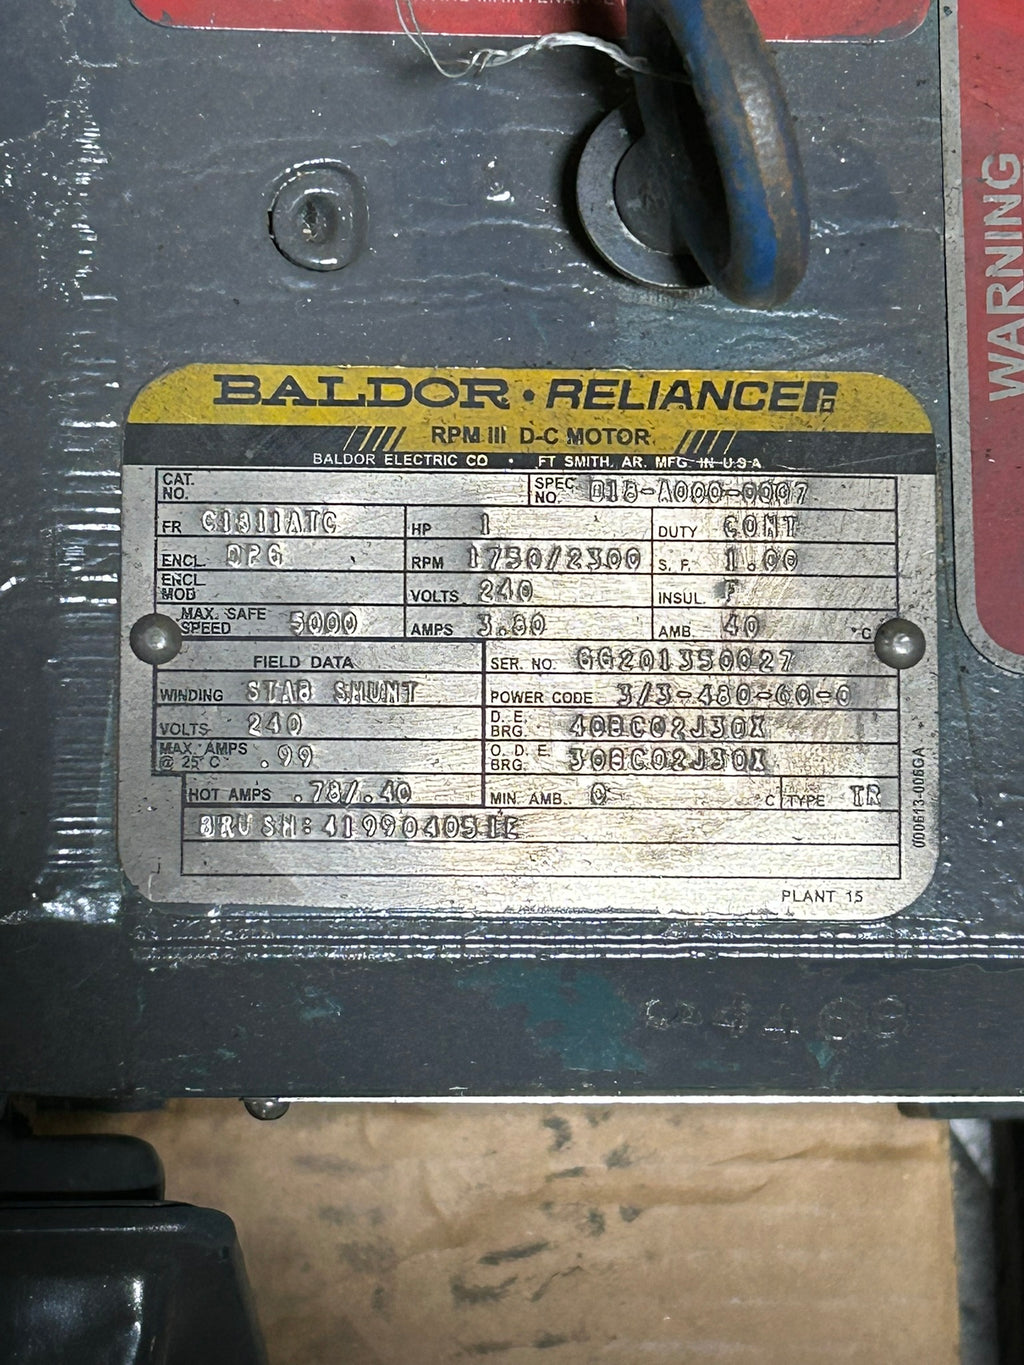 WARNING
BALDOR · RELIANCE
RPM III D-C MOTOR
BALDOR ELECTRIC CO · FT SMITH, AR. MFG. IN U.S.A
CAT. NO. SPEC. NO. D18-A000-0007
FR C1311ATC HP 1 DUTY CONT
ENCL. DPG RPM 1750/2300 S. F. 1.00
ENCL MOD VOLTS 240 INSUL. F
MAX. SAFE SPEED 5000 AMPS 3.80 AMB. 40 °C
FIELD DATA SER. NO. GG201350027
WINDING STAB SHUNT POWER CODE 3/3-480-60-0
VOLTS 240 D. E. BRG. 40BC02J30X
MAX. AMPS @ 25°C .99 O. D. E. BRG. 30BC02J30X
HOT AMPS .78/.40 MIN. AMB. 0 °C TYPE TR
BRUSH: 419904051E
000613-006GA
PLANT 15